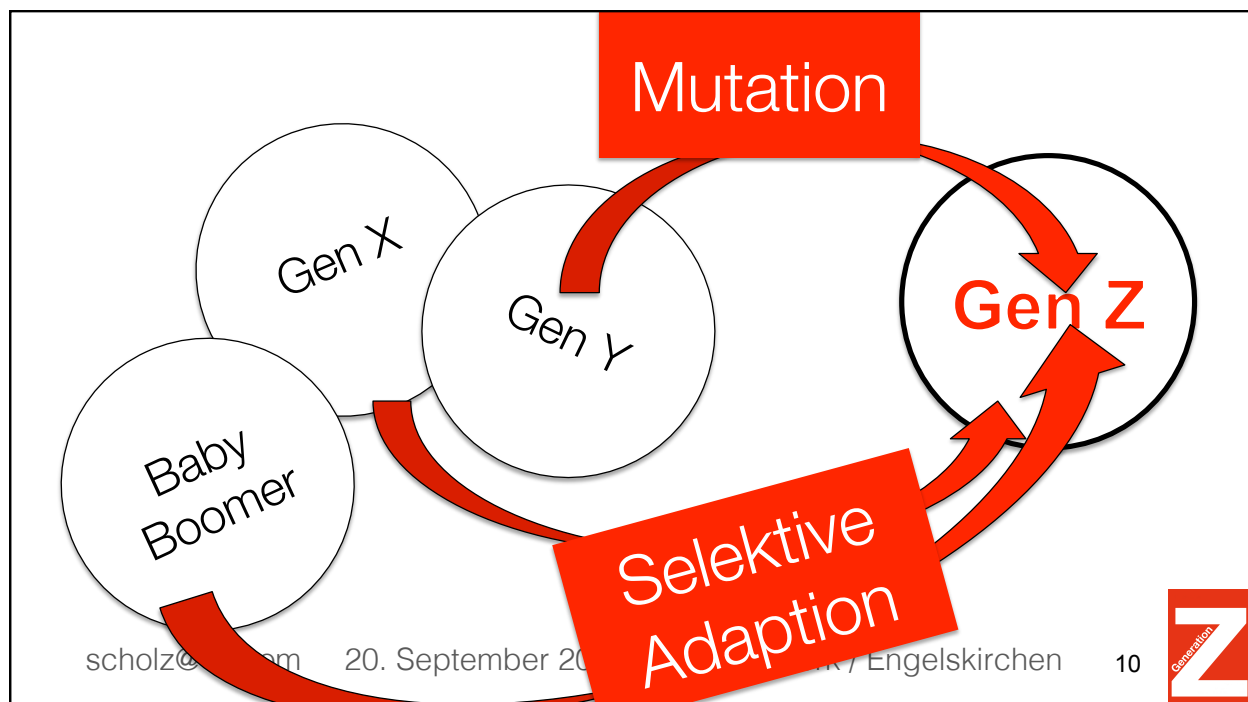 Mutation
Gen X
Gen Y
Gen Z
Baby
Boomer
Selektive
Adaption
scholz@ om 20. September 20 / Engelskirchen 10
Generation
Z